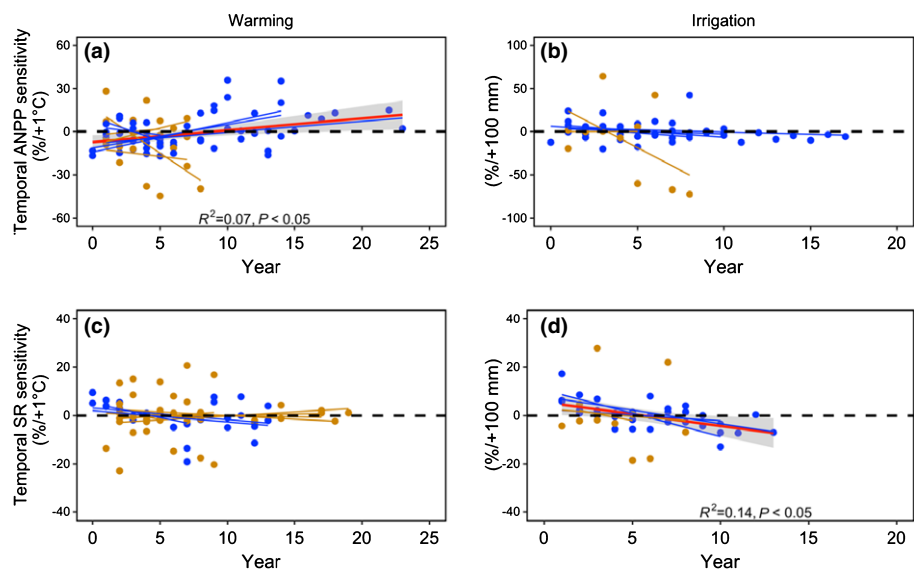 Warming
Irrigation
(a)
Temporal ANPP sensitivity
(%/+1°C)
60
30
0
-30
-60
R²=0.07, P < 0.05
0 5 10 15 20 25
Year
(b)
(%/+100 mm)
100
50
0
-50
-100
0 5 10 15 20
Year
(c)
Temporal SR sensitivity
(%/+1°C)
40
20
0
-20
-40
0 5 10 15 20 25
Year
(d)
(%/+100 mm)
40
20
0
-20
-40
R²=0.14, P < 0.05
0 5 10 15 20
Year